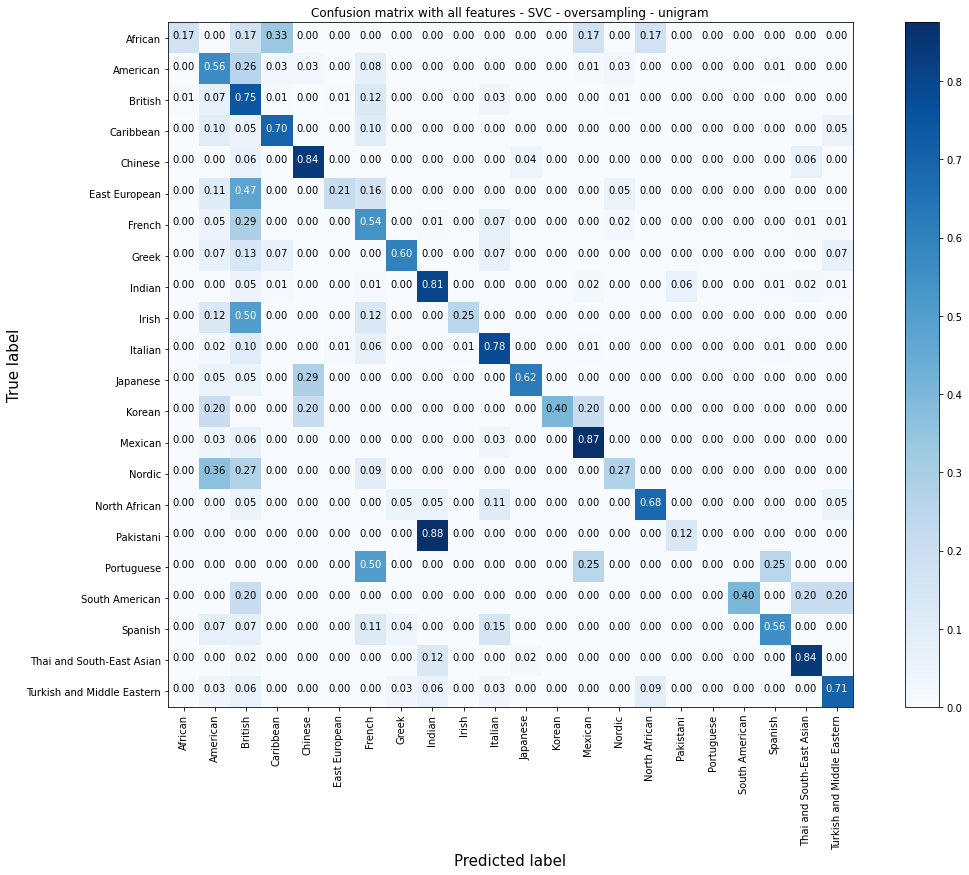 Confusion matrix with all features - SVC - oversampling - unigram
African 0.17 0.00 0.17 0.33 0.00 0.00 0.00 0.00 0.00 0.00 0.00 0.00 0.00 0.17 0.00 0.17 0.00 0.00 0.00 0.00 0.00 0.00
American 0.00 0.56 0.26 0.03 0.03 0.00 0.08 0.00 0.00 0.00 0.00 0.00 0.00 0.01 0.03 0.00 0.00 0.00 0.00 0.01 0.00 0.00
British 0.01 0.07 0.75 0.01 0.00 0.01 0.12 0.00 0.00 0.00 0.03 0.00 0.00 0.00 0.01 0.00 0.00 0.00 0.00 0.00 0.00 0.00
Caribbean 0.00 0.10 0.05 0.70 0.00 0.00 0.10 0.00 0.00 0.00 0.00 0.00 0.00 0.00 0.00 0.00 0.00 0.00 0.00 0.00 0.00 0.05
Chinese 0.00 0.00 0.06 0.00 0.84 0.00 0.00 0.00 0.00 0.00 0.00 0.04 0.00 0.00 0.00 0.00 0.00 0.00 0.00 0.00 0.06 0.00
East European 0.00 0.11 0.47 0.00 0.00 0.21 0.16 0.00 0.00 0.00 0.00 0.00 0.00 0.00 0.05 0.00 0.00 0.00 0.00 0.00 0.00 0.00
French 0.00 0.05 0.29 0.00 0.00 0.00 0.54 0.00 0.01 0.00 0.07 0.00 0.00 0.00 0.02 0.00 0.00 0.00 0.00 0.00 0.01 0.01
Greek 0.00 0.07 0.13 0.07 0.00 0.00 0.00 0.60 0.00 0.00 0.07 0.00 0.00 0.00 0.00 0.00 0.00 0.00 0.00 0.00 0.00 0.07
Indian 0.00 0.00 0.05 0.01 0.00 0.00 0.01 0.00 0.81 0.00 0.00 0.00 0.00 0.02 0.00 0.00 0.06 0.00 0.00 0.01 0.02 0.01
Irish 0.00 0.12 0.50 0.00 0.00 0.00 0.12 0.00 0.00 0.25 0.00 0.00 0.00 0.00 0.00 0.00 0.00 0.00 0.00 0.00 0.00 0.00
Italian 0.00 0.02 0.10 0.00 0.00 0.01 0.06 0.00 0.00 0.01 0.78 0.00 0.00 0.01 0.00 0.00 0.00 0.00 0.00 0.01 0.00 0.00
Japanese 0.00 0.05 0.05 0.00 0.29 0.00 0.00 0.00 0.00 0.00 0.00 0.62 0.00 0.00 0.00 0.00 0.00 0.00 0.00 0.00 0.00 0.00
Korean 0.00 0.20 0.00 0.00 0.20 0.00 0.00 0.00 0.00 0.00 0.00 0.00 0.40 0.20 0.00 0.00 0.00 0.00 0.00 0.00 0.00 0.00
Mexican 0.00 0.03 0.06 0.00 0.00 0.00 0.00 0.00 0.00 0.00 0.03 0.00 0.00 0.87 0.00 0.00 0.00 0.00 0.00 0.00 0.00 0.00
Nordic 0.00 0.36 0.27 0.00 0.00 0.00 0.09 0.00 0.00 0.00 0.00 0.00 0.00 0.00 0.27 0.00 0.00 0.00 0.00 0.00 0.00 0.00
North African 0.00 0.00 0.05 0.00 0.00 0.00 0.00 0.05 0.05 0.00 0.11 0.00 0.00 0.00 0.00 0.68 0.00 0.00 0.00 0.00 0.00 0.05
Pakistani 0.00 0.00 0.00 0.00 0.00 0.00 0.00 0.00 0.88 0.00 0.00 0.00 0.00 0.00 0.00 0.00 0.12 0.00 0.00 0.00 0.00 0.00
Portuguese 0.00 0.00 0.00 0.00 0.00 0.00 0.50 0.00 0.00 0.00 0.00 0.00 0.00 0.25 0.00 0.00 0.00 0.00 0.00 0.25 0.00 0.00
South American 0.00 0.00 0.20 0.00 0.00 0.00 0.00 0.00 0.00 0.00 0.00 0.00 0.00 0.00 0.00 0.00 0.00 0.00 0.40 0.00 0.20 0.20
Spanish 0.00 0.07 0.07 0.00 0.00 0.00 0.11 0.04 0.00 0.00 0.15 0.00 0.00 0.00 0.00 0.00 0.00 0.00 0.00 0.56 0.00 0.00
Thai and South-East Asian 0.00 0.00 0.02 0.00 0.00 0.00 0.00 0.00 0.12 0.00 0.00 0.02 0.00 0.00 0.00 0.00 0.00 0.00 0.00 0.00 0.84 0.00
Turkish and Middle Eastern 0.00 0.03 0.06 0.00 0.00 0.00 0.00 0.03 0.06 0.00 0.03 0.00 0.00 0.00 0.00 0.09 0.00 0.00 0.00 0.00 0.00 0.71
True label
African
American
British
Caribbean
Chinese
East European
French
Greek
Indian
Irish
Italian
Japanese
Korean
Mexican
Nordic
North African
Pakistani
Portuguese
South American
Spanish
Thai and South-East Asian
Turkish and Middle Eastern
Predicted label
0.8
0.7
0.6
0.5
0.4
0.3
0.2
0.1
0.0